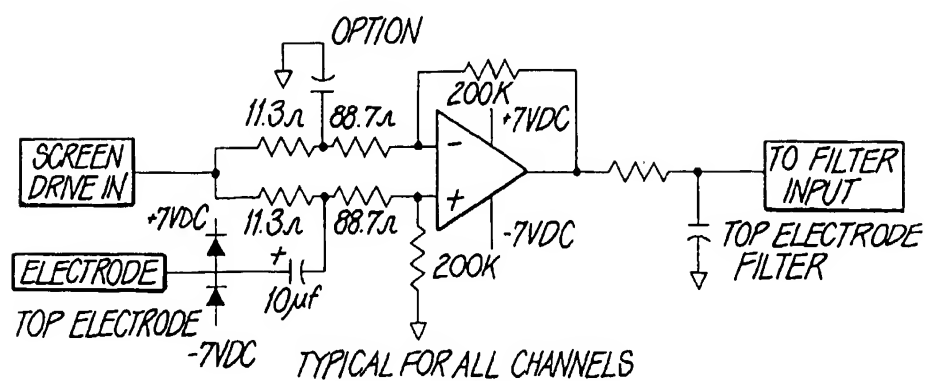 OPTION
11.3Ω
88.7Ω
200K
+7VDC
SCREEN
DRIVE IN
-
+
11.3Ω
88.7Ω
-7VDC
TO FILTER
INPUT
+7VDC
ELECTRODE
+
10μf
200K
TOP ELECTRODE
FILTER
TOP ELECTRODE
-7VDC
TYPICAL FOR ALL CHANNELS